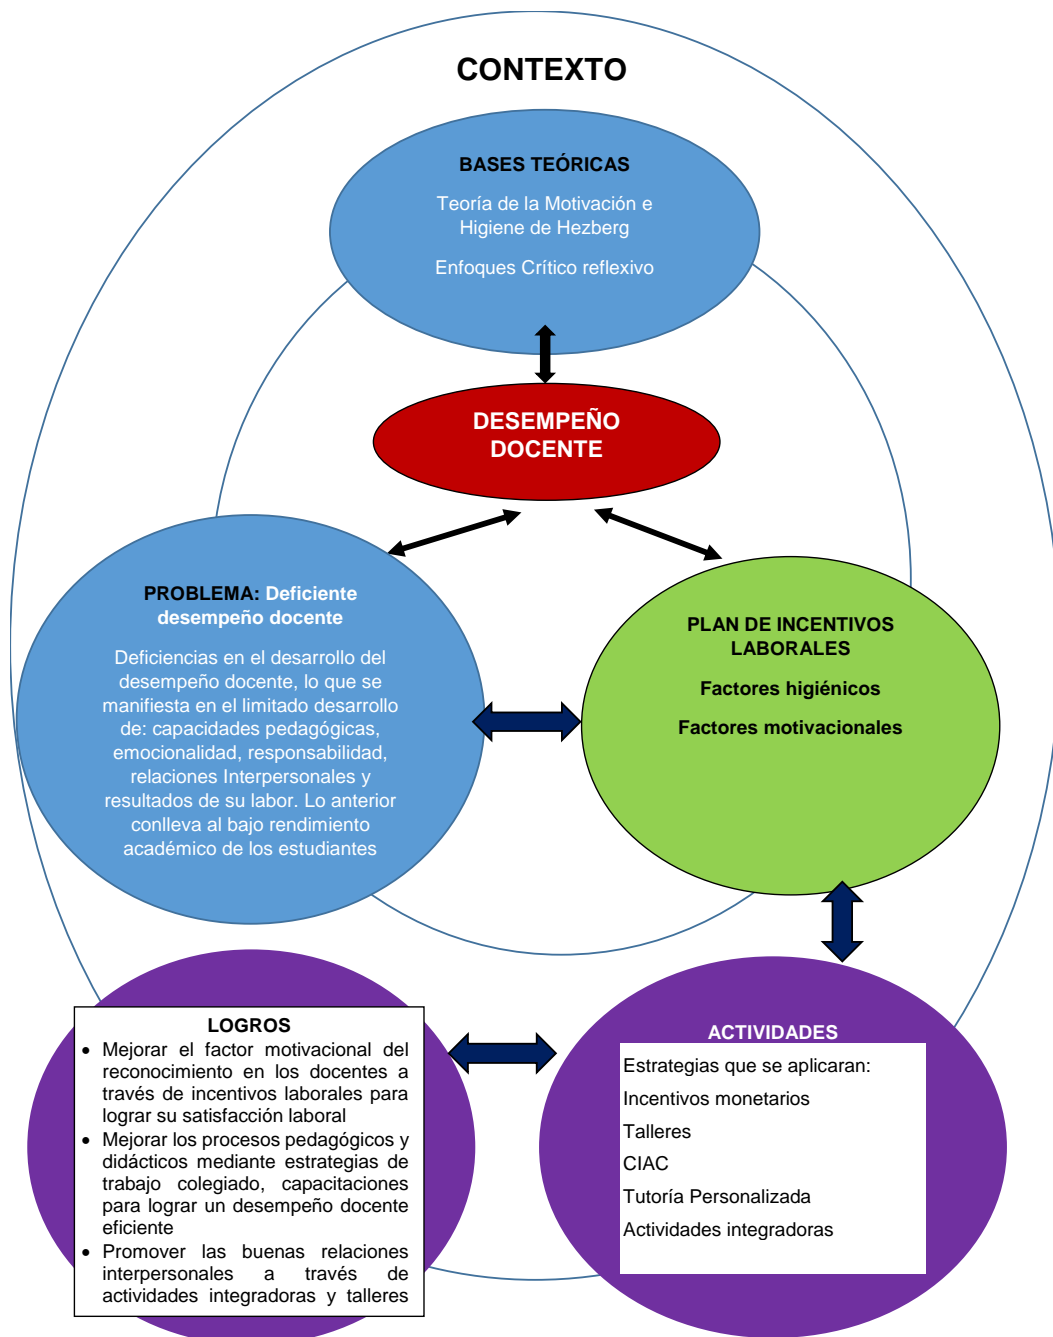 CONTEXTO
BASES TEÓRICAS
Teoría de la Motivación e
Higiene de Hezberg
Enfoques Crítico reflexivo
DESEMPEÑO
DOCENTE
PROBLEMA: Deficiente
desempeño docente
Deficiencias en el desarrollo del
desempeño docente, lo que se
manifiesta en el limitado desarrollo
de: capacidades pedagógicas,
emocionalidad, responsabilidad,
relaciones Interpersonales y
resultados de su labor. Lo anterior
conlleva al bajo rendimiento
académico de los estudiantes
PLAN DE INCENTIVOS
LABORALES
Factores higiénicos
Factores motivacionales
LOGROS
• Mejorar el factor motivacional del
reconocimiento en los docentes a
través de incentivos laborales para
lograr su satisfacción laboral
• Mejorar los procesos pedagógicos y
didácticos mediante estrategias de
trabajo colegiado, capacitaciones
para lograr un desempeño docente
eficiente
• Promover las buenas relaciones
interpersonales a través de
actividades integradoras y talleres
ACTIVIDADES
Estrategias que se aplicaran:
Incentivos monetarios
Talleres
CIAC
Tutoría Personalizada
Actividades integradoras